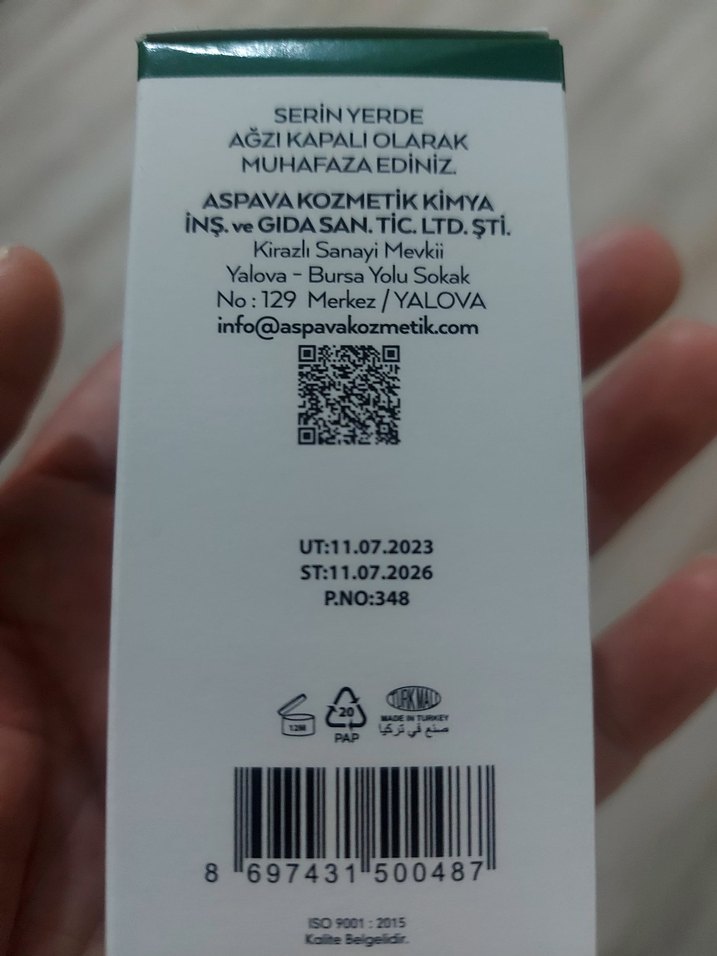 SERİN YERDE
AĞZI KAPALI OLARAK
MUHAFAZA EDİNİZ.
ASPAVA KOZMETİK KİMYA
İNŞ. ve GIDA SAN. TİC. LTD. ŞTİ.
Kirazlı Sanayi Mevkii
Yalova - Bursa Yolu Sokak
No : 129 Merkez / YALOVA
info@aspavakozmetik.com
UT:11.07.2023
ST:11.07.2026
P.NO:348
12M
20
PAP
TURK MALI
MADE IN TURKEY
صنع في تركيا
8 697431 500487
ISO 9001 : 2015
Kalite Belgelidir.